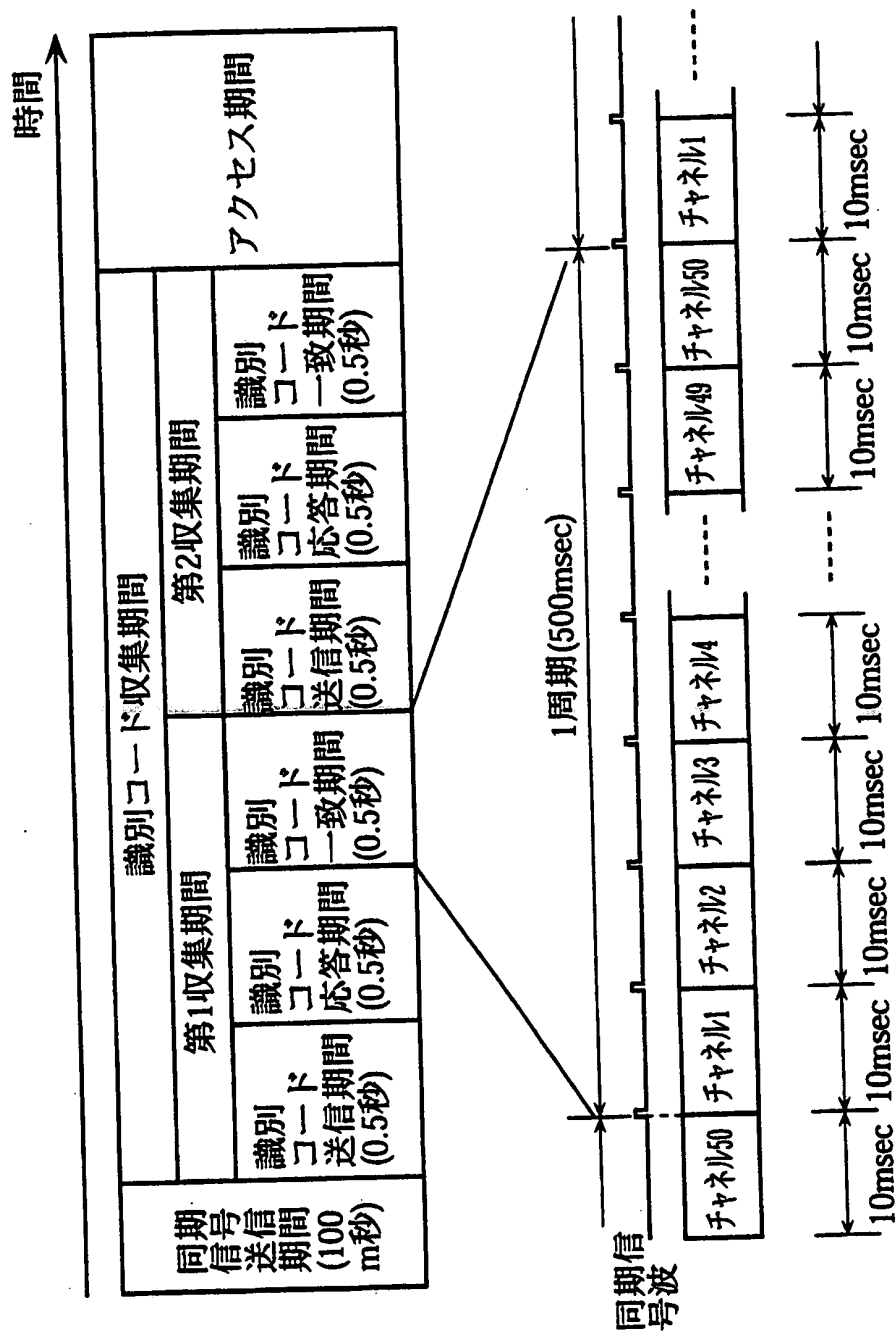 時間
同期
信号
送信
期間
(100
m秒)
識別コード収集期間
第1収集期間
識別
コード
送信期間
(0.5秒)
識別
コード
応答期間
(0.5秒)
識別
コード
一致期間
(0.5秒)
第2収集期間
識別
コード
送信期間
(0.5秒)
識別
コード
応答期間
(0.5秒)
識別
コード
一致期間
(0.5秒)
アクセス期間
1周期(500msec)
同期信
号波
チャネル50
チャネル1
チャネル2
チャネル3
チャネル4
チャネル49
チャネル50
チャネル1
10msec
10msec
10msec
10msec
10msec
10msec
10msec
10msec